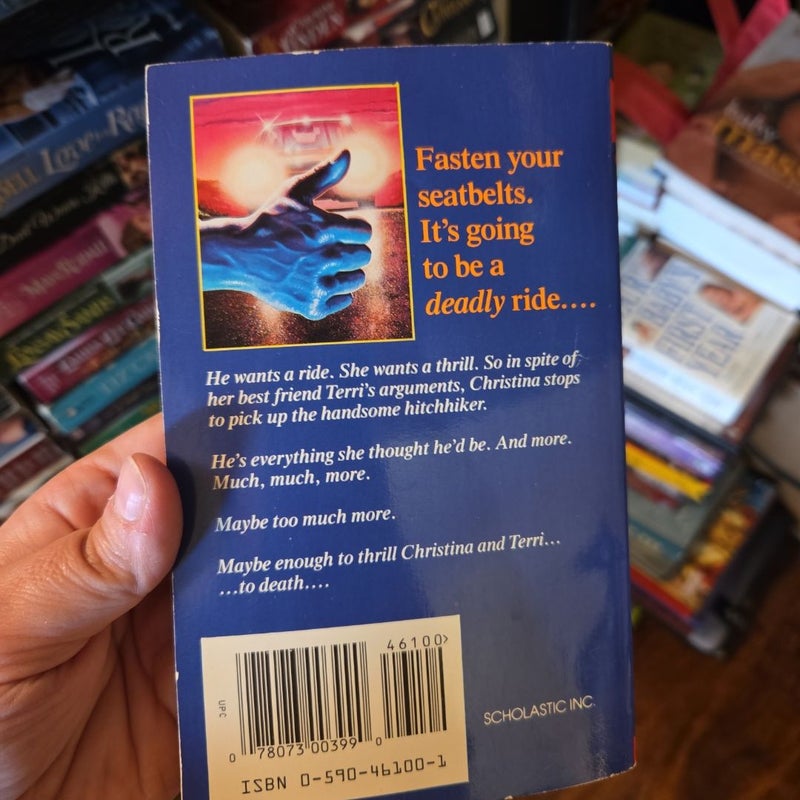 Fasten your
seatbelts.
It's going
to be a
deadly ride....
He wants a ride. She wants a thrill. So in spite of
her best friend Terri's arguments, Christina stops
to pick up the handsome hitchhiker.
He's everything she thought he'd be. And more.
Much, much, more.
Maybe too much more.
Maybe enough to thrill Christina and Terri...
...to death....
46100>
UPC
0 78073 00399 0
ISBN 0-590-46100-1
SCHOLASTIC INC.
BABY
FIRST
YEAR